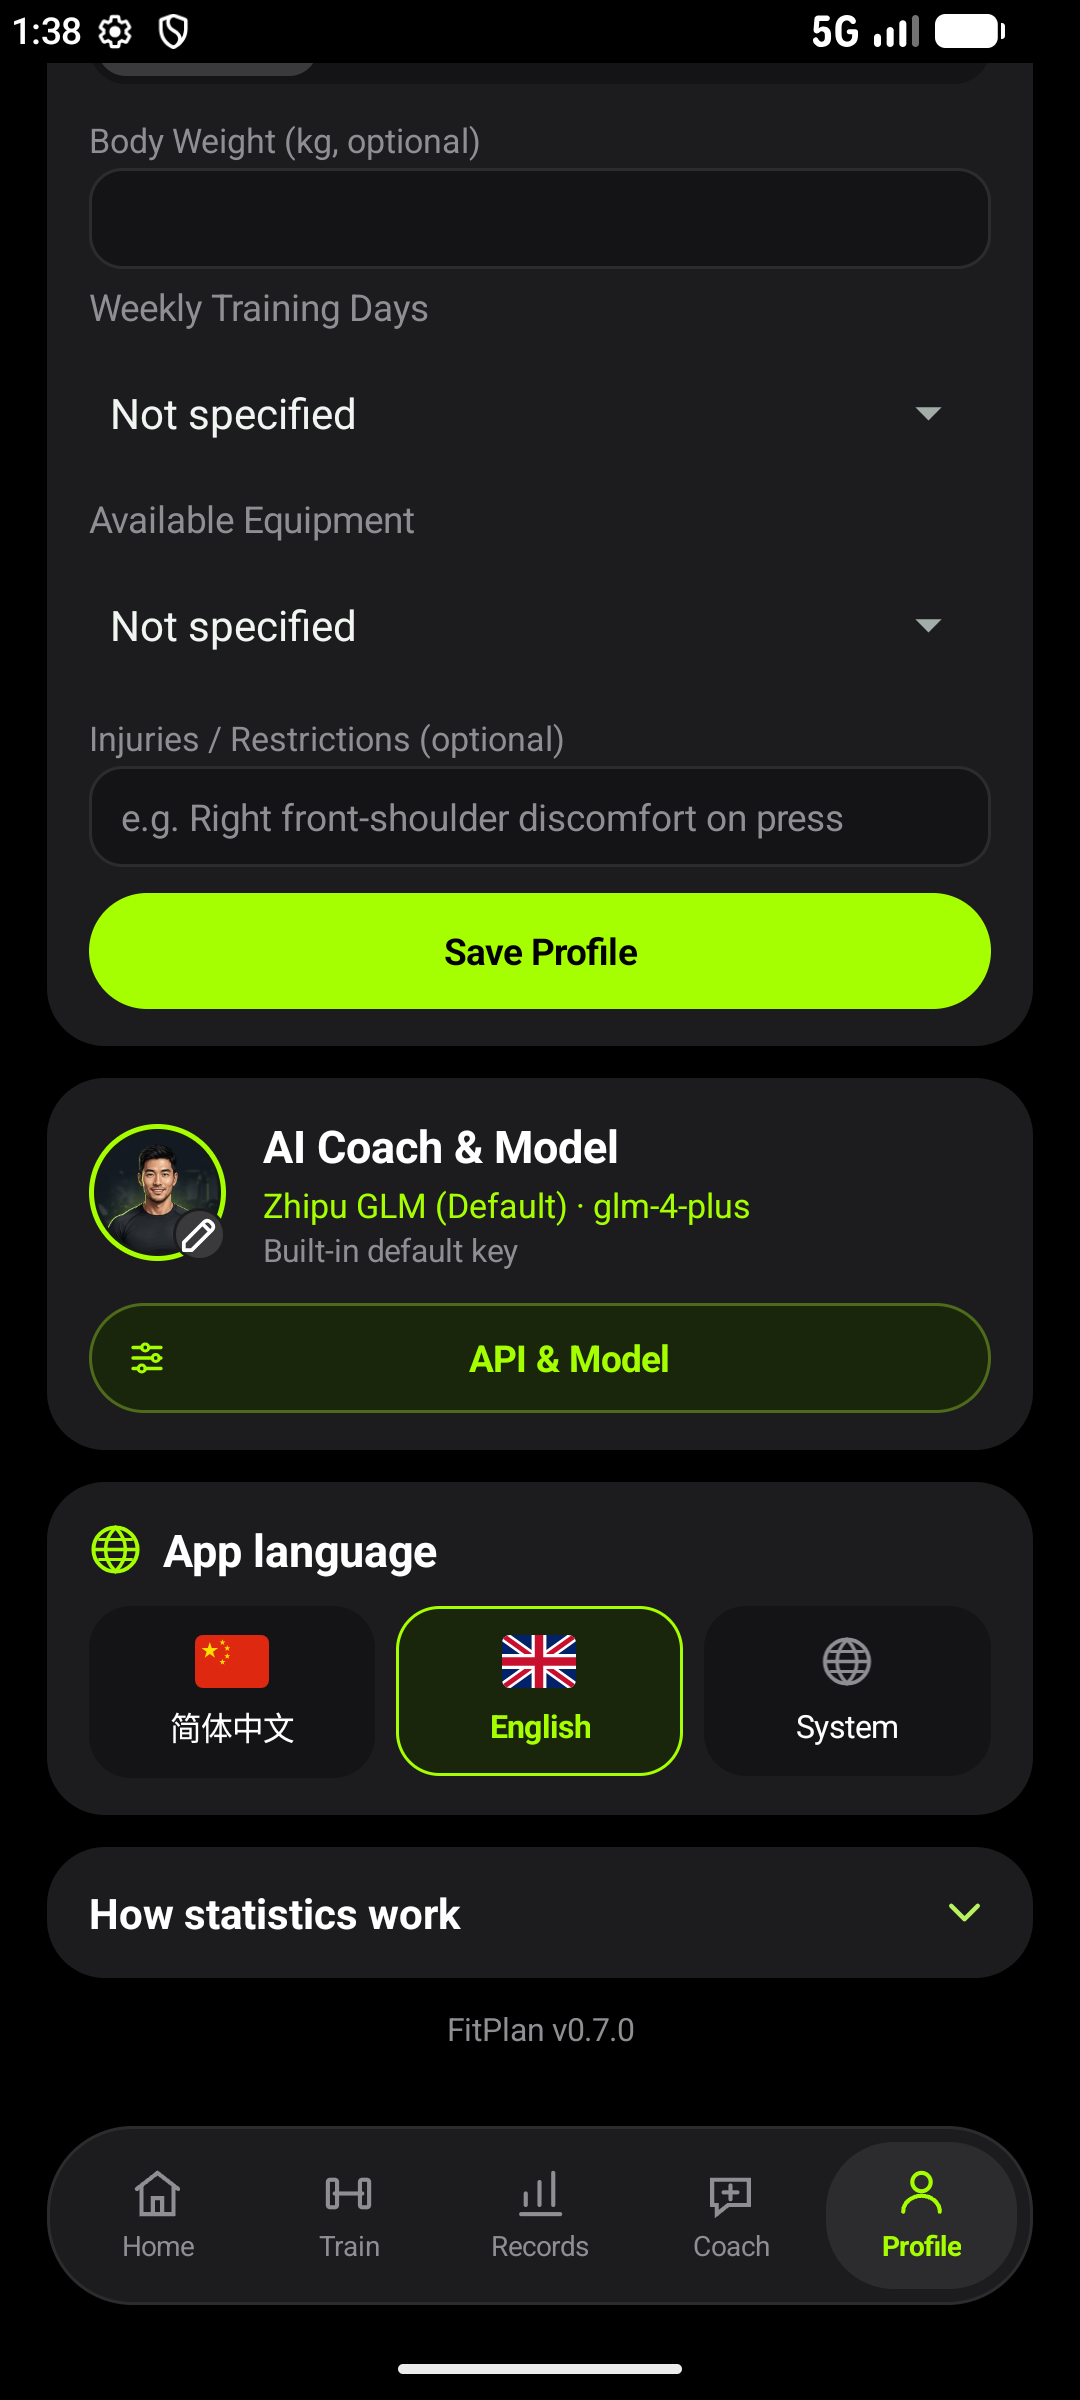 1:38
5G
Body Weight (kg, optional)
Weekly Training Days
Not specified
Available Equipment
Not specified
Injuries / Restrictions (optional)
e.g. Right front-shoulder discomfort on press
Save Profile
AI Coach & Model
Zhipu GLM (Default) · glm-4-plus
Built-in default key
API & Model
App language
简体中文
English
System
How statistics work
FitPlan v0.7.0
Home
Train
Records
Coach
Profile